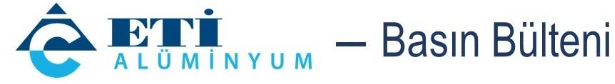 ETİ
ALÜMİNYUM — Basın Bülteni